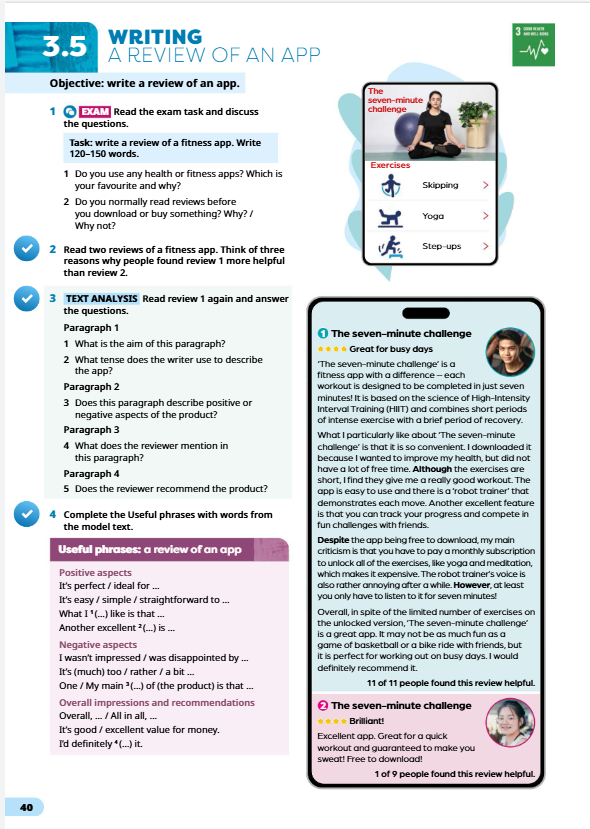 3.5 WRITING
A REVIEW OF AN APP
3 GOOD HEALTH
AND WELL-BEING
Objective: write a review of an app.
1 EXAM Read the exam task and discuss
the questions.
Task: write a review of a fitness app. Write
120–150 words.
1 Do you use any health or fitness apps? Which is
your favourite and why?
2 Do you normally read reviews before
you download or buy something? Why? /
Why not?
2 Read two reviews of a fitness app. Think of three
reasons why people found review 1 more helpful
than review 2.
3 TEXT ANALYSIS Read review 1 again and answer
the questions.
Paragraph 1
1 What is the aim of this paragraph?
2 What tense does the writer use to describe
the app?
Paragraph 2
3 Does this paragraph describe positive or
negative aspects of the product?
Paragraph 3
4 What does the reviewer mention in
this paragraph?
Paragraph 4
5 Does the reviewer recommend the product?
4 Complete the Useful phrases with words from
the model text.
Useful phrases: a review of an app
Positive aspects
It's perfect / ideal for ...
It's easy / simple / straightforward to ...
What I ¹(...) like is that ...
Another excellent ²(...) is ...
Negative aspects
I wasn't impressed / was disappointed by ...
It's (much) too / rather / a bit ...
One / My main ³(...) of (the product) is that ...
Overall impressions and recommendations
Overall, ... / All in all, ...
It's good / excellent value for money.
I'd definitely ⁴(...) it.
The
seven-minute
challenge
Exercises
Skipping
Yoga
Step-ups
1 The seven-minute challenge
Great for busy days
'The seven-minute challenge' is a
fitness app with a difference – each
workout is designed to be completed in just seven
minutes! It is based on the science of High-Intensity
Interval Training (HIIT) and combines short periods
of intense exercise with a brief period of recovery.
What I particularly like about 'The seven-minute
challenge' is that it is so convenient. I downloaded it
because I wanted to improve my health, but did not
have a lot of free time. Although the exercises are
short, I find they give me a really good workout. The
app is easy to use and there is a 'robot trainer' that
demonstrates each move. Another excellent feature
is that you can track your progress and compete in
fun challenges with friends.
Despite the app being free to download, my main
criticism is that you have to pay a monthly subscription
to unlock all of the exercises, like yoga and meditation,
which makes it expensive. The robot trainer's voice is
also rather annoying after a while. However, at least
you only have to listen to it for seven minutes!
Overall, in spite of the limited number of exercises on
the unlocked version, 'The seven-minute challenge'
is a great app. It may not be as much fun as a
game of basketball or a bike ride with friends, but
it is perfect for working out on busy days. I would
definitely recommend it.
11 of 11 people found this review helpful.
2 The seven-minute challenge
Brilliant!
Excellent app. Great for a quick
workout and guaranteed to make you
sweat! Free to download!
1 of 9 people found this review helpful.
40